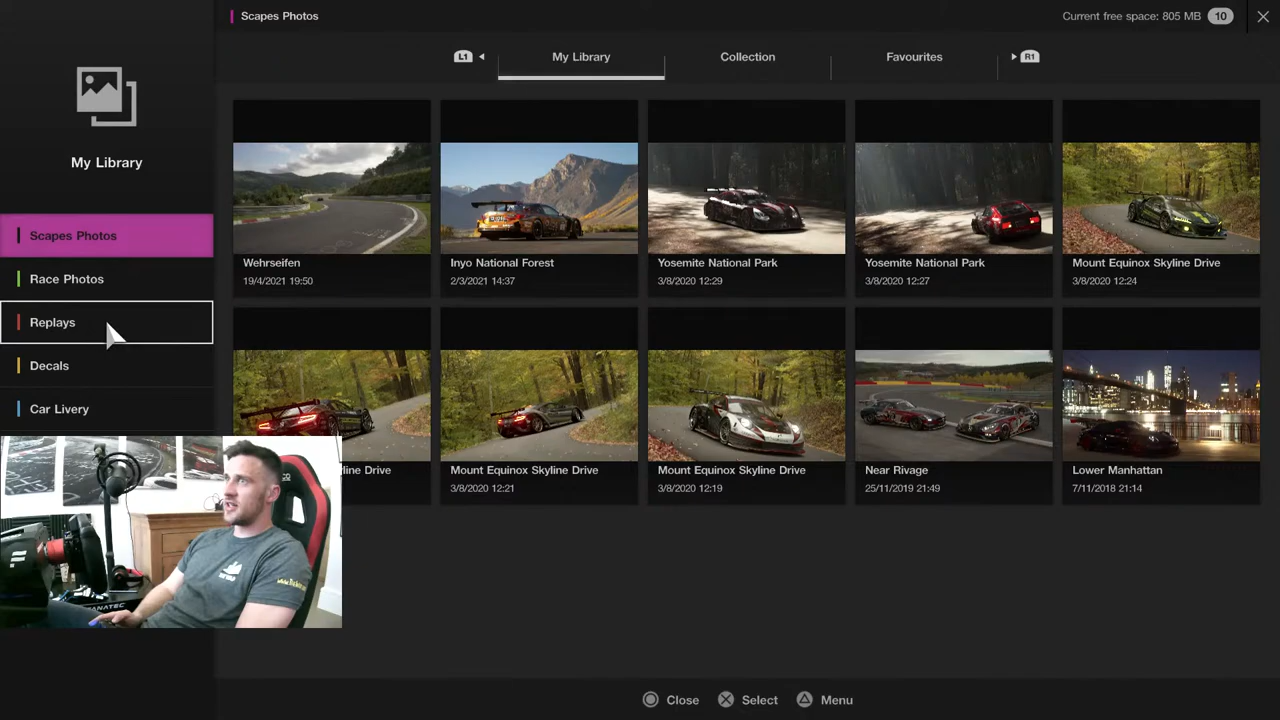 Scapes Photos
Current free space: 805 MB 10
L1 My Library Collection Favourites R1
My Library
Scapes Photos
Race Photos
Replays
Decals
Car Livery
Wehrseifen
19/4/2021 19:50
Inyo National Forest
2/3/2021 14:37
Yosemite National Park
3/8/2020 12:29
Yosemite National Park
3/8/2020 12:27
Mount Equinox Skyline Drive
3/8/2020 12:24
yline Drive
Mount Equinox Skyline Drive
3/8/2020 12:21
Mount Equinox Skyline Drive
3/8/2020 12:19
Near Rivage
25/11/2019 21:49
Lower Manhattan
7/11/2018 21:14
FANATEC
Close Select Menu